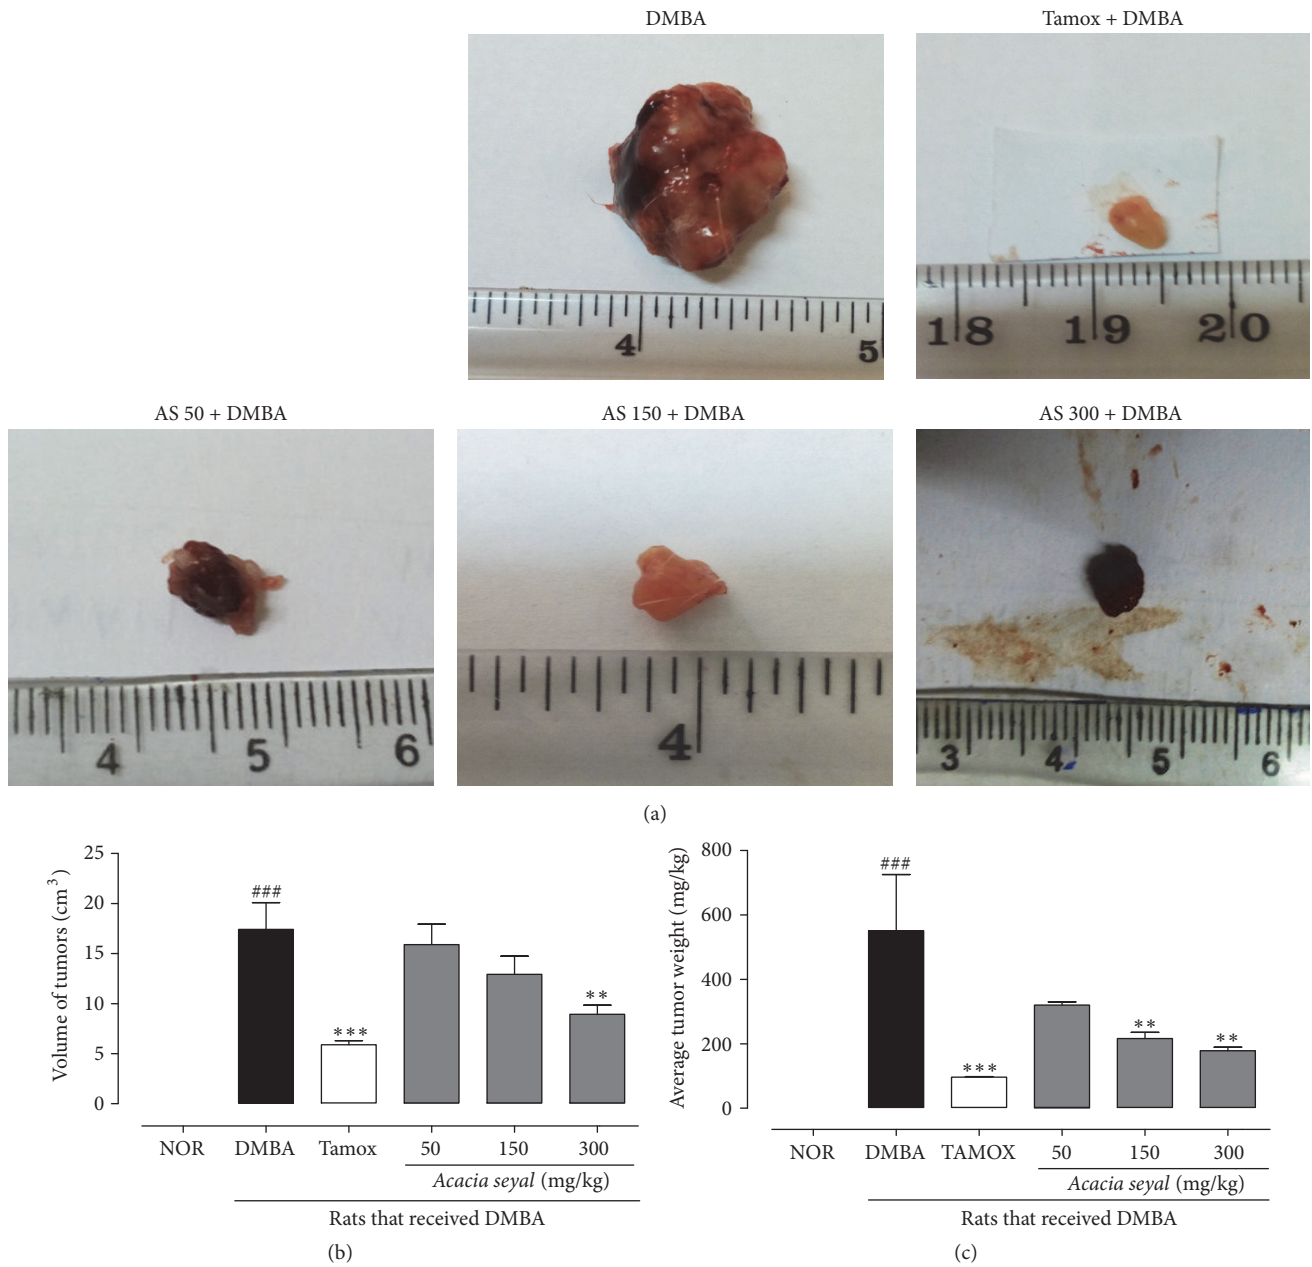 DMBA
Tamox + DMBA
4
5
18
19
20
AS 50 + DMBA
AS 150 + DMBA
AS 300 + DMBA
4
5
6
4
3
4
5
6
(a)
Volume of tumors (cm³)
25
20
15
10
5
0
###
***
**
NOR
DMBA
Tamox
50
150
300
Acacia seyal (mg/kg)
Rats that received DMBA
(b)
Average tumor weight (mg/kg)
800
600
400
200
0
###
***
**
**
NOR
DMBA
TAMOX
50
150
300
Acacia seyal (mg/kg)
Rats that received DMBA
(c)